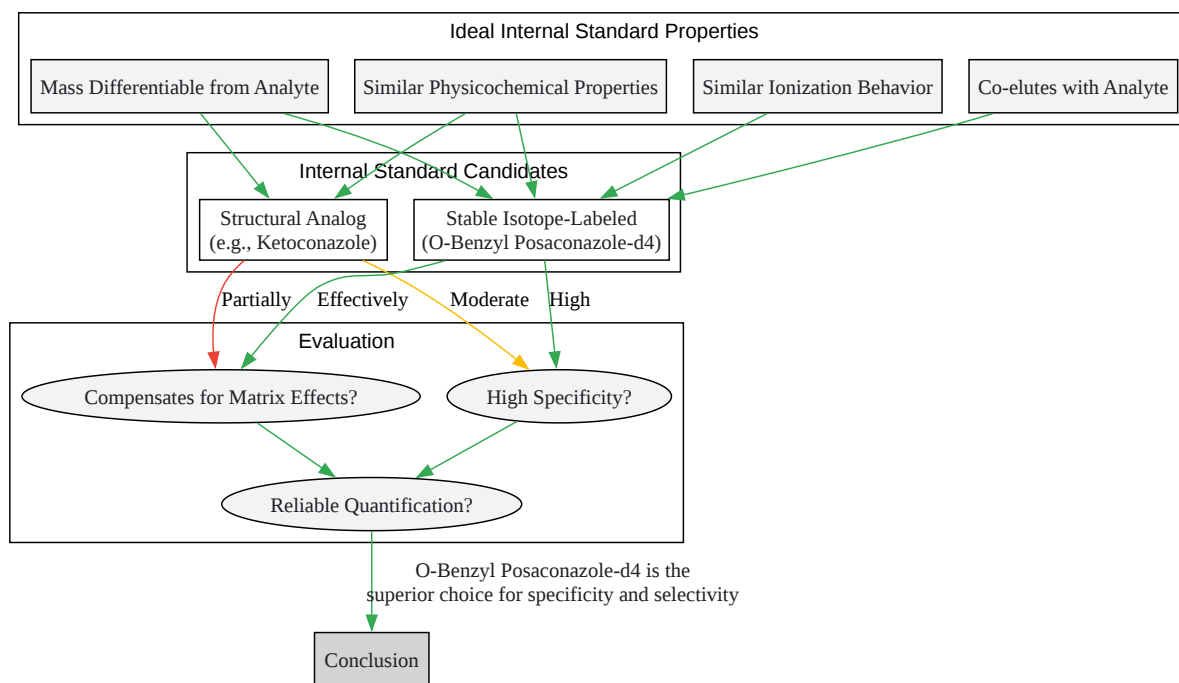 Ideal Internal Standard Properties
Mass Differentiable from Analyte
Similar Physicochemical Properties
Similar Ionization Behavior
Co-elutes with Analyte
Internal Standard Candidates
Structural Analog
(e.g., Ketoconazole)
Stable Isotope-Labeled
(O-Benzyl Posaconazole-d4)
Partially
Effectively
Moderate
High
Evaluation
Compensates for Matrix Effects?
High Specificity?
Reliable Quantification?
O-Benzyl Posaconazole-d4 is the
superior choice for specificity and selectivity
Conclusion